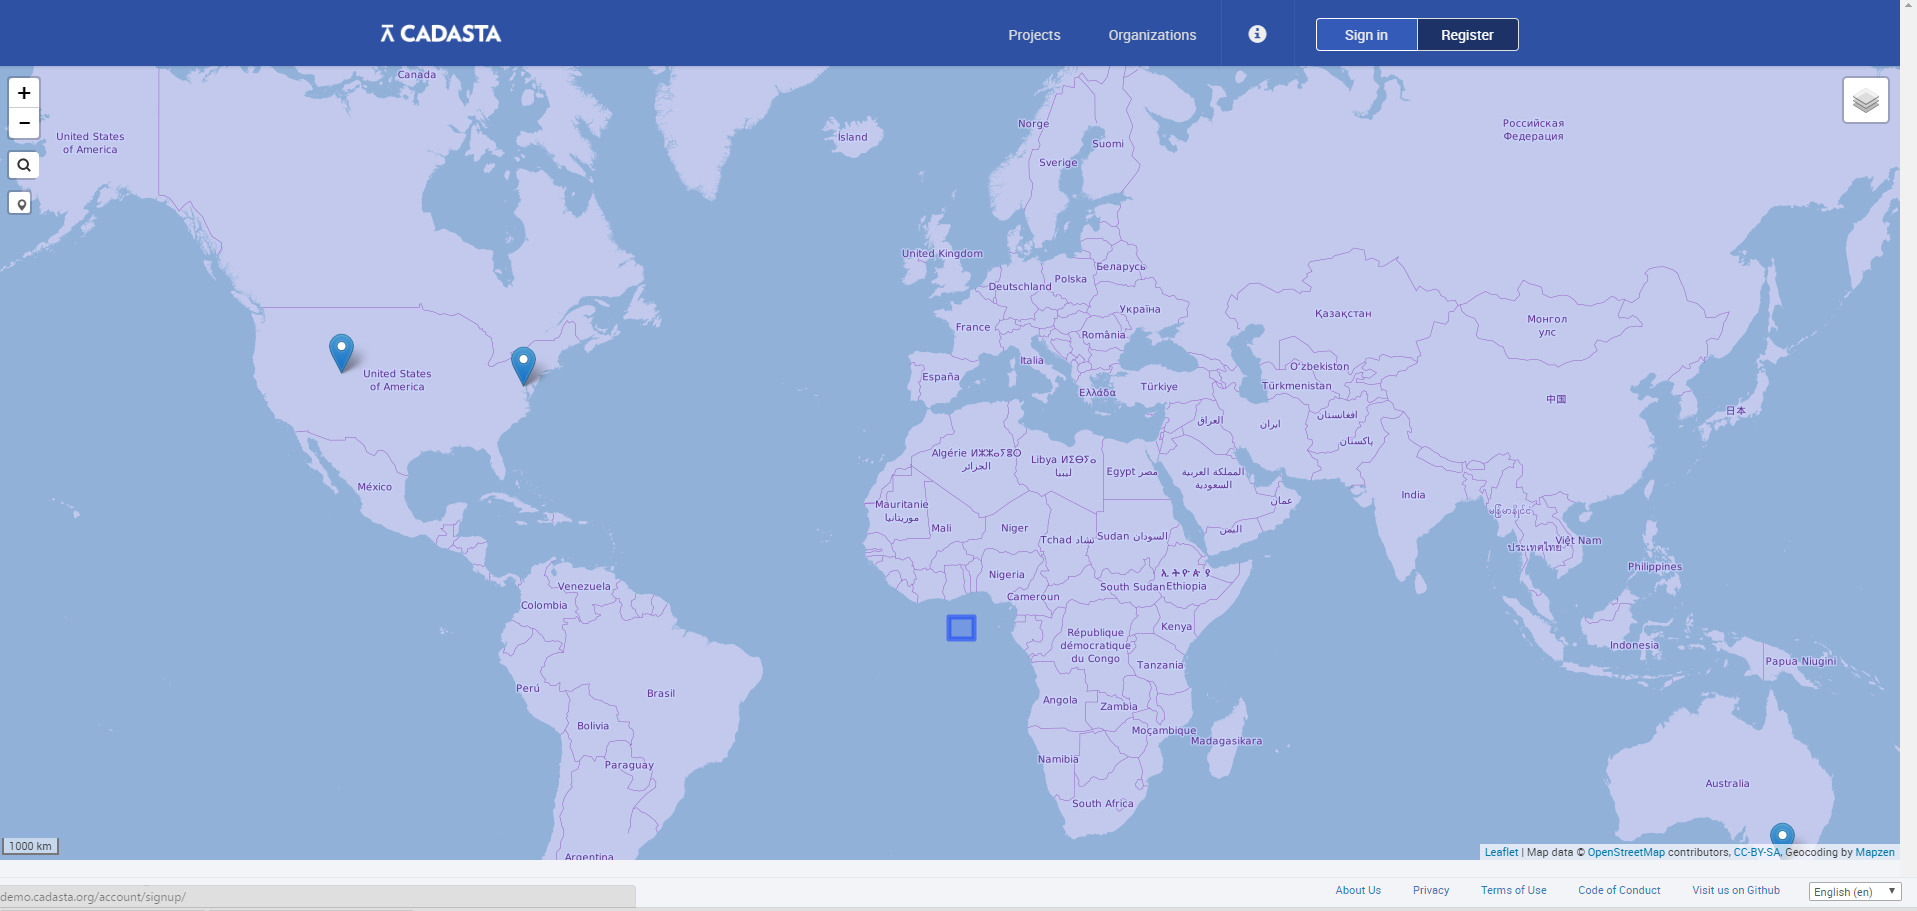 CADASTA
Projects
Organizations
Sign in
Register
+
−
Canada
United States
of America
Ísland
Norge
Suomi
Sverige
Российская
Федерация
United Kingdom
Беларусь
Polska
Deutschland
Україна
Қазақстан
Монгол
улс
France
România
Italia
O‘zbekiston
United States
of America
España
Türkiye
Türkmenistan
Ελλάδα
中国
日本
افغانستان
العراق
ایران
پاکستان
Algérie ⵍⵣⵣⴰⵢⴻⵔ
الجزائر
Libya ⵍⵉⴱⵢⴰ
ليبيا
Egypt مصر
المملكة العربية
السعودية
México
India
عمان
Mauritanie
موريتانيا
Mali
Niger
Tchad تشاد
Sudan السودان
اليمن
ประเทศไทย
Việt Nam
Philippines
Nigeria
ኢትዮጵያ
Ethiopia
South Sudan
Venezuela
Colombia
Cameroun
République
démocratique
du Congo
Kenya
Indonesia
Tanzania
Papua Niugini
Perú
Brasil
Angola
Zambia
Bolivia
Moçambique
Madagasikara
Namibia
Paraguay
Australia
South Africa
Argentina
1000 km
Leaflet | Map data © OpenStreetMap contributors, CC-BY-SA, Geocoding by Mapzen
About Us
Privacy
Terms of Use
Code of Conduct
Visit us on Github
English (en)
demo.cadasta.org/account/signup/